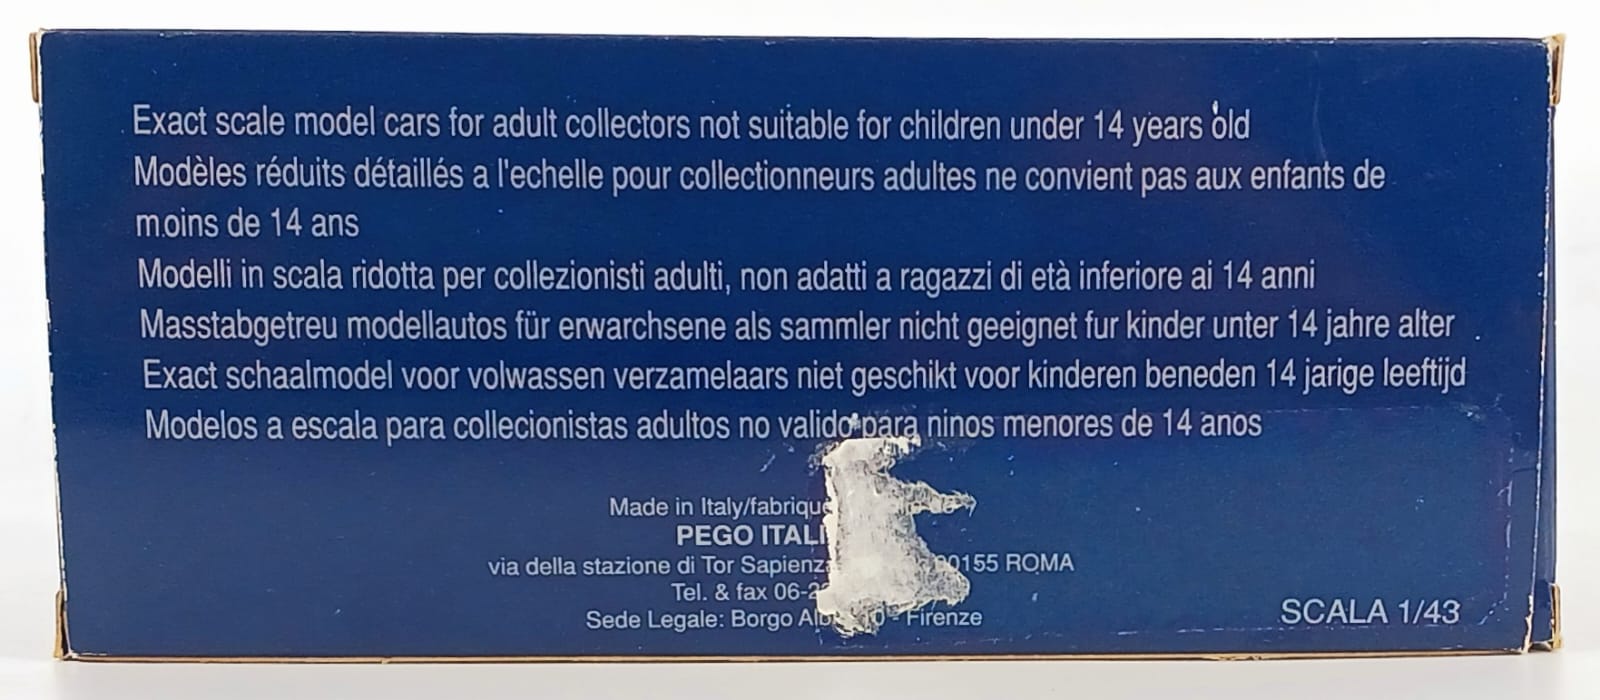 Exact scale model cars for adult collectors not suitable for children under 14 years old
Modèles réduits détaillés a l'echelle pour collectionneurs adultes ne convient pas aux enfants de
moins de 14 ans
Modelli in scala ridotta per collezionisti adulti, non adatti a ragazzi di età inferiore ai 14 anni
Masstabgetreu modellautos für erwarchsene als sammler nicht geeignet fur kinder unter 14 jahre alter
Exact schaalmodel voor volwassen verzamelaars niet geschikt voor kinderen beneden 14 jarige leeftijd
Modelos a escala para collecionistas adultos no valido para ninos menores de 14 anos
Made in Italy/fabrique
PEGO
via della stazione di Tor 00155 ROMA
Tel. & fax
Sede Legale: Borgo Firenze
SCALA 1/43